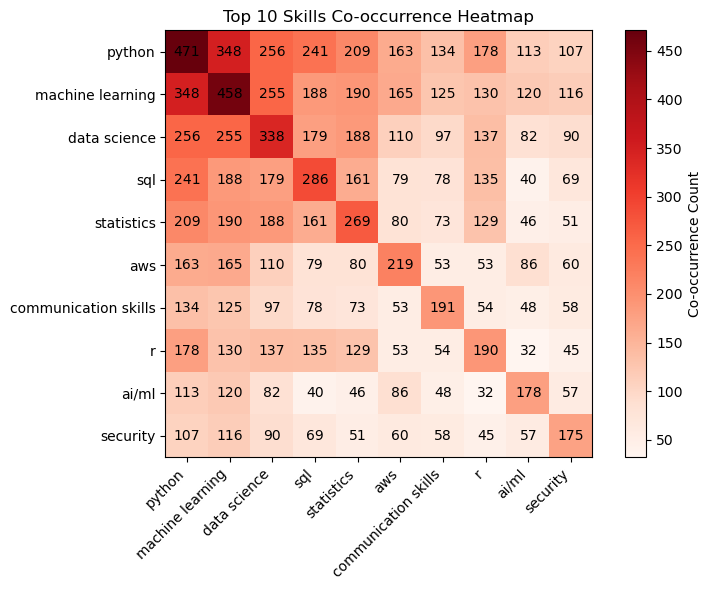 Top 10 Skills Co-occurrence Heatmap
python 471 348 256 241 209 163 134 178 113 107
machine learning 348 458 255 188 190 165 125 130 120 116
data science 256 255 338 179 188 110 97 137 82 90
sql 241 188 179 286 161 79 78 135 40 69
statistics 209 190 188 161 269 80 73 129 46 51
aws 163 165 110 79 80 219 53 53 86 60
communication skills 134 125 97 78 73 53 191 54 48 58
r 178 130 137 135 129 53 54 190 32 45
ai/ml 113 120 82 40 46 86 48 32 178 57
security 107 116 90 69 51 60 58 45 57 175
python
machine learning
data science
sql
statistics
aws
communication skills
r
ai/ml
security
450
400
350
300
250
200
150
100
50
Co-occurrence Count